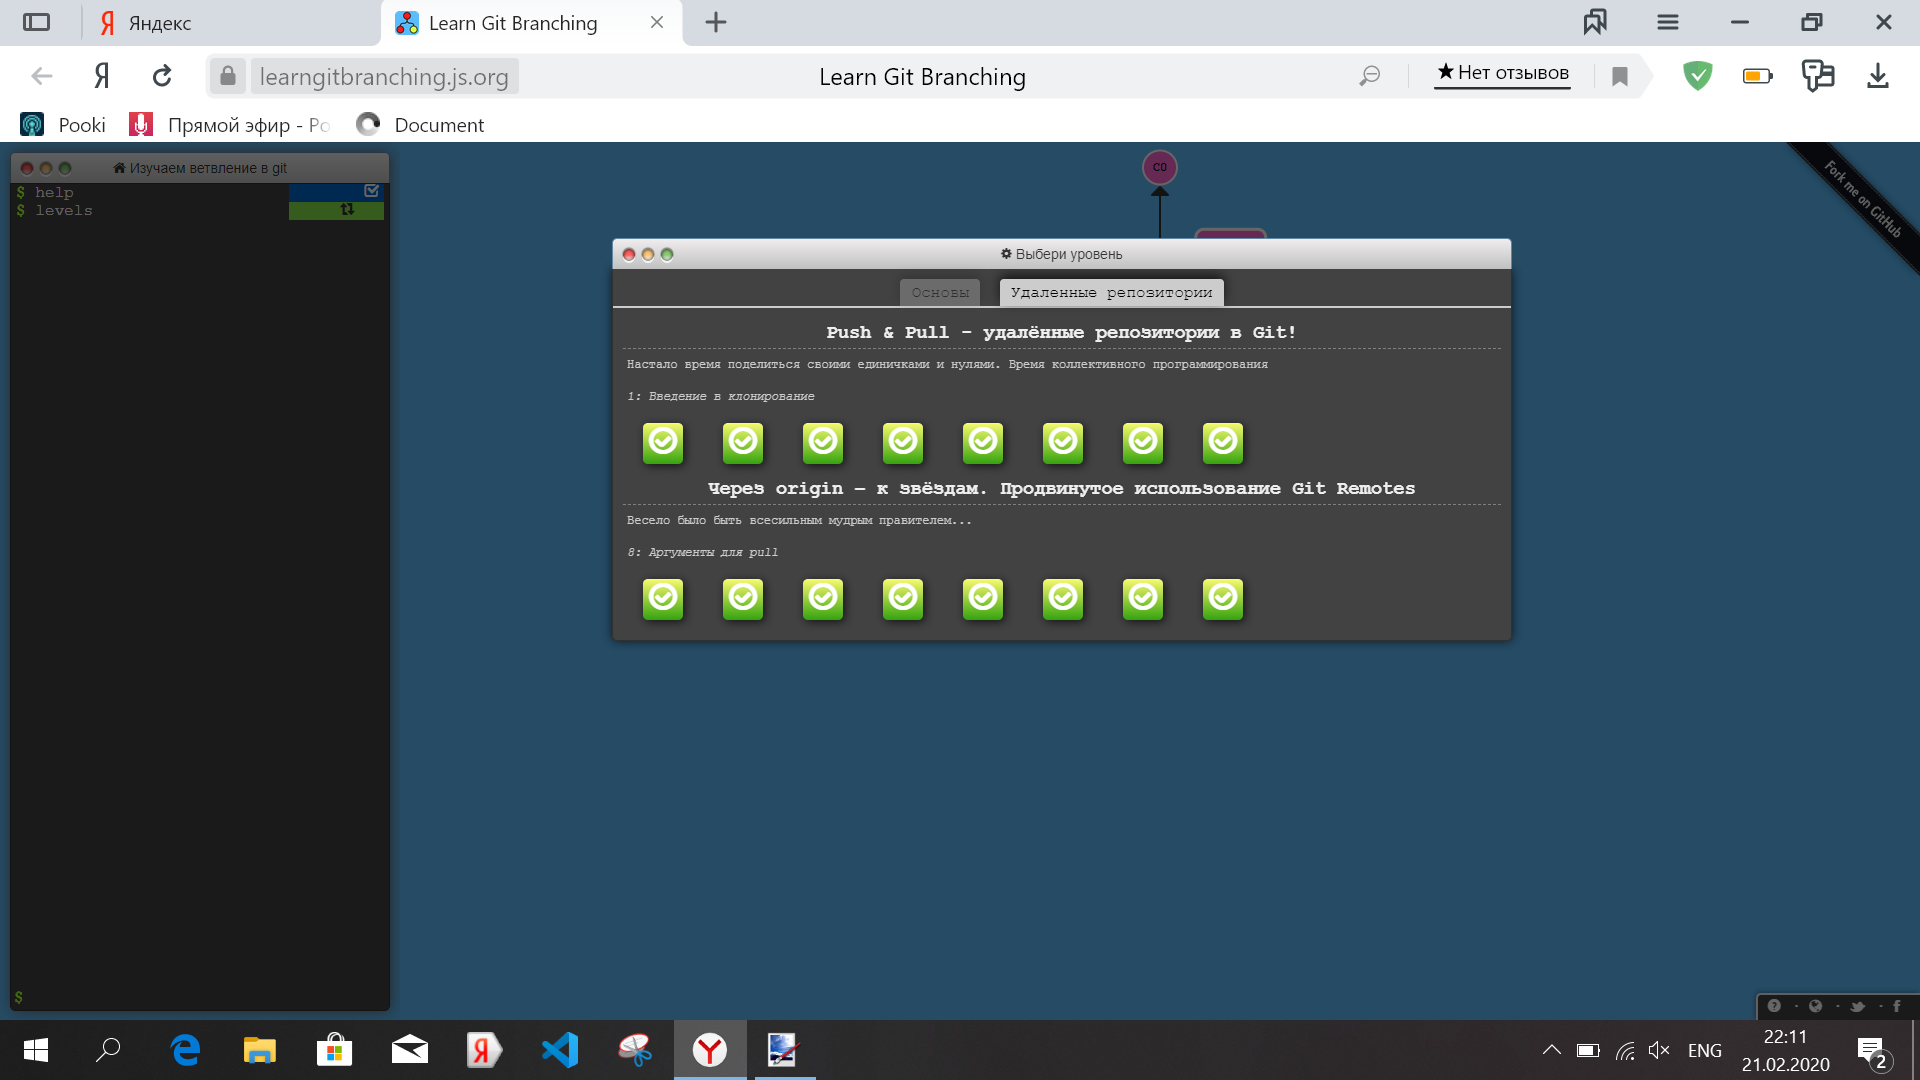 Яндекс
Learn Git Branching
Я
learngitbranching.js.org
Learn Git Branching
★ Нет отзывов
Pooki
Прямой эфир - Ро
Document
Изучаем ветвление в git
$ help
$ levels
$
C0
Fork me on GitHub
Выбери уровень
Основы
Удаленные репозитории
Push & Pull - удалённые репозитории в Git!
Настало время поделиться своими единичками и нулями. Время коллективного программирования
1: Введение в клонирование
Через origin – к звёздам. Продвинутое использование Git Remotes
Весело было быть всесильным мудрым правителем...
8: Аргументы для pull
ENG
22:11
21.02.2020
2